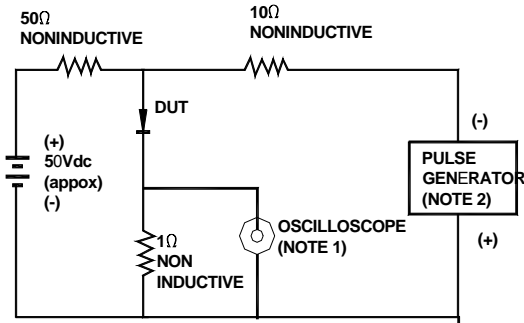 50Ω
NONINDUCTIVE
10Ω
NONINDUCTIVE
DUT
(+)
50Vdc
(appox)
(-)
1Ω
NON
INDUCTIVE
OSCILLOSCOPE
(NOTE 1)
(-)
PULSE
GENERATOR
(NOTE 2)
(+)